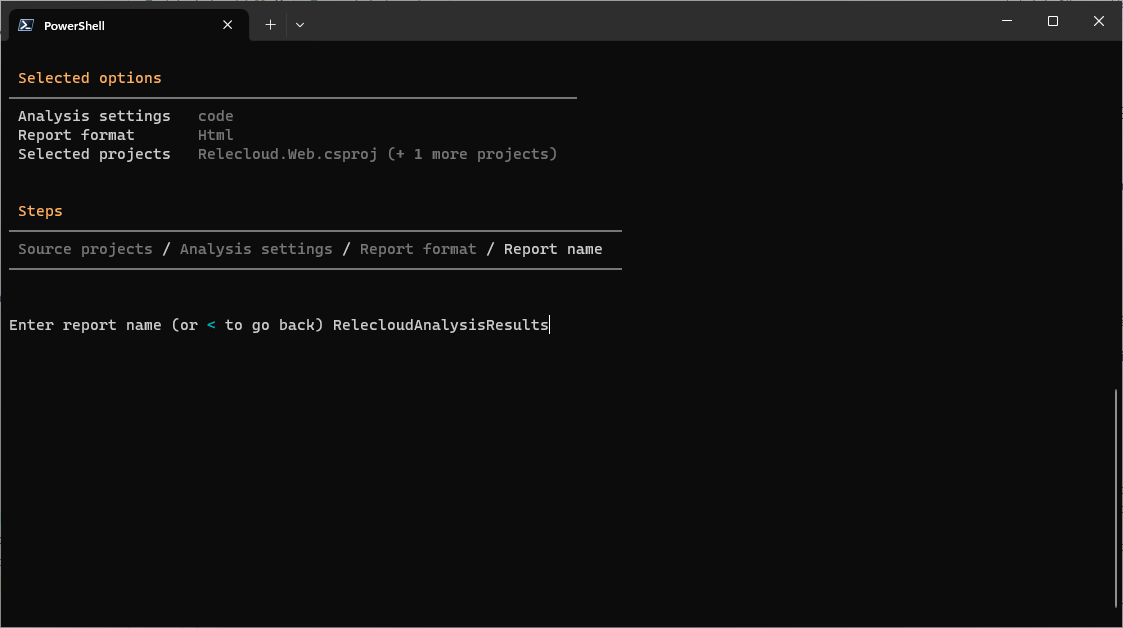 PowerShell
Selected options
Analysis settings code
Report format Html
Selected projects Relecloud.Web.csproj (+ 1 more projects)
Steps
Source projects / Analysis settings / Report format / Report name
Enter report name (or < to go back) RelecloudAnalysisResults